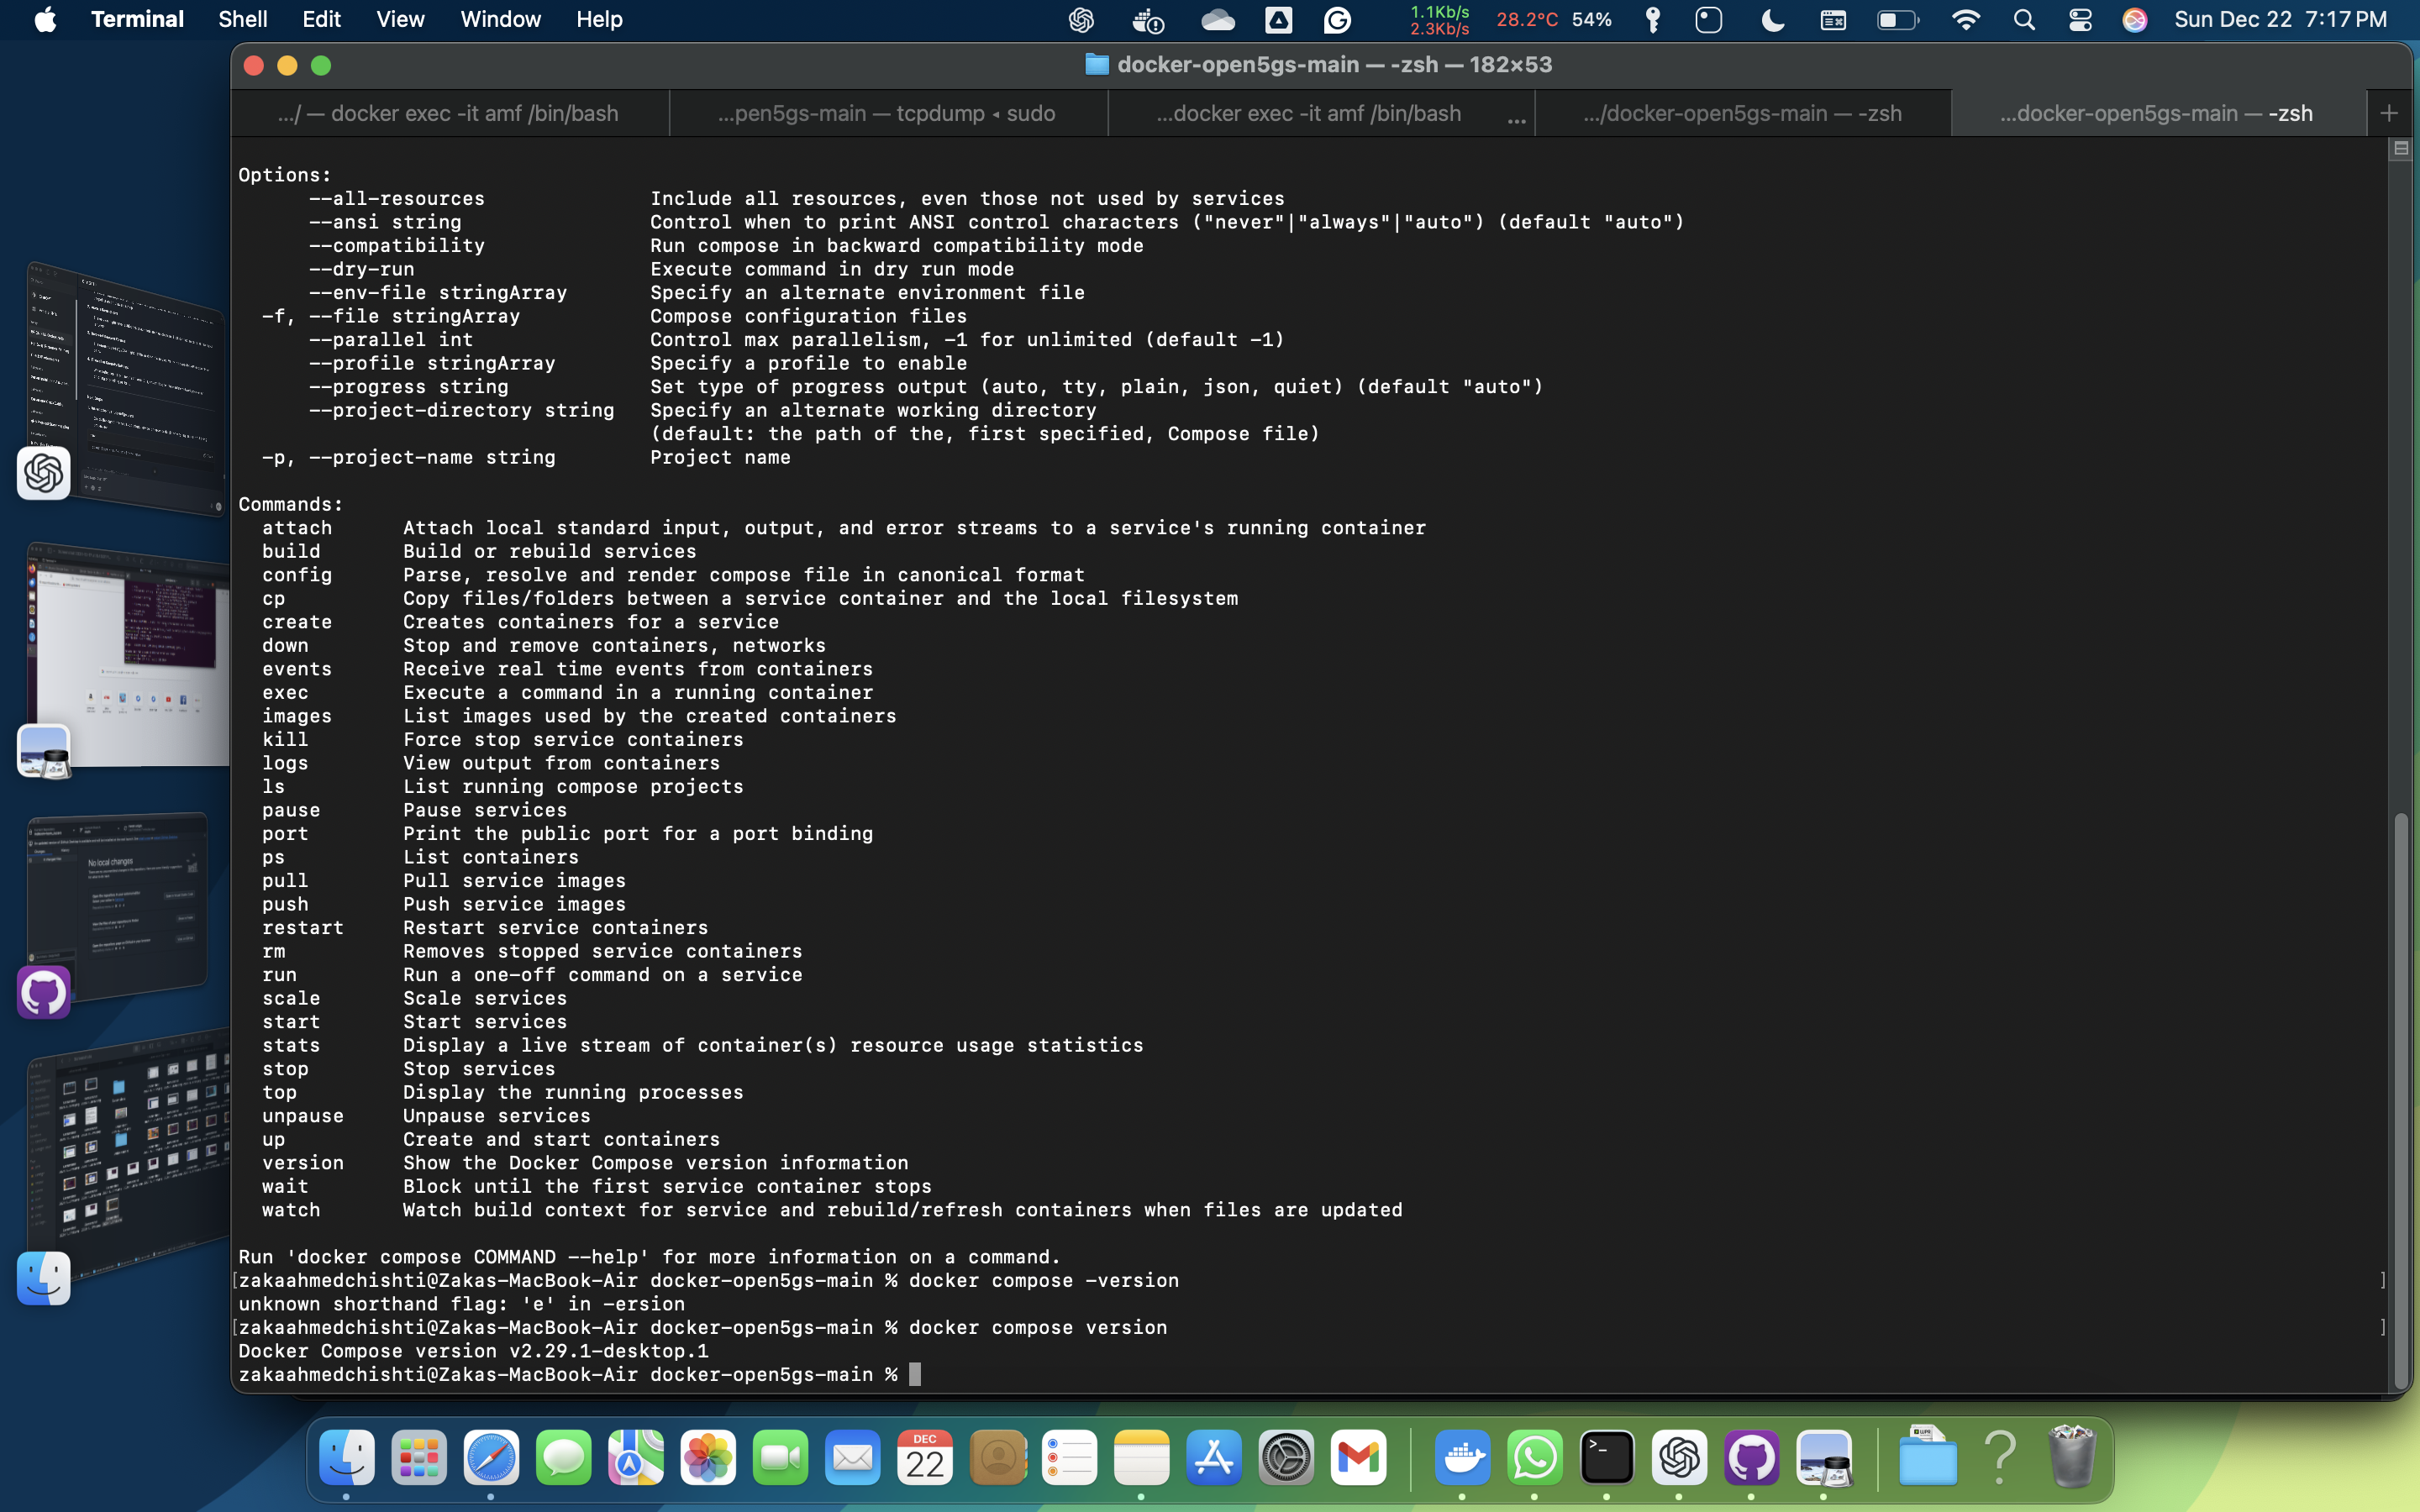 Terminal Shell Edit View Window Help 1.1Kb/s 2.3Kb/s 28.2°C 54% Sun Dec 22 7:17 PM
docker-open5gs-main — -zsh — 182×53
.../ — docker exec -it amf /bin/bash ...pen5gs-main — tcpdump ◂ sudo ...docker exec -it amf /bin/bash ... .../docker-open5gs-main — -zsh ...docker-open5gs-main — -zsh
Options:
--all-resources Include all resources, even those not used by services
--ansi string Control when to print ANSI control characters ("never"|"always"|"auto") (default "auto")
--compatibility Run compose in backward compatibility mode
--dry-run Execute command in dry run mode
--env-file stringArray Specify an alternate environment file
-f, --file stringArray Compose configuration files
--parallel int Control max parallelism, -1 for unlimited (default -1)
--profile stringArray Specify a profile to enable
--progress string Set type of progress output (auto, tty, plain, json, quiet) (default "auto")
--project-directory string Specify an alternate working directory
(default: the path of the, first specified, Compose file)
-p, --project-name string Project name
Commands:
attach Attach local standard input, output, and error streams to a service's running container
build Build or rebuild services
config Parse, resolve and render compose file in canonical format
cp Copy files/folders between a service container and the local filesystem
create Creates containers for a service
down Stop and remove containers, networks
events Receive real time events from containers
exec Execute a command in a running container
images List images used by the created containers
kill Force stop service containers
logs View output from containers
ls List running compose projects
pause Pause services
port Print the public port for a port binding
ps List containers
pull Pull service images
push Push service images
restart Restart service containers
rm Removes stopped service containers
run Run a one-off command on a service
scale Scale services
start Start services
stats Display a live stream of container(s) resource usage statistics
stop Stop services
top Display the running processes
unpause Unpause services
up Create and start containers
version Show the Docker Compose version information
wait Block until the first service container stops
watch Watch build context for service and rebuild/refresh containers when files are updated
Run 'docker compose COMMAND --help' for more information on a command.
[zakaahmedchishti@Zakas-MacBook-Air docker-open5gs-main % docker compose -version ]
unknown shorthand flag: 'e' in -ersion
[zakaahmedchishti@Zakas-MacBook-Air docker-open5gs-main % docker compose version ]
Docker Compose version v2.29.1-desktop.1
zakaahmedchishti@Zakas-MacBook-Air docker-open5gs-main %
No local changes
DEC
22